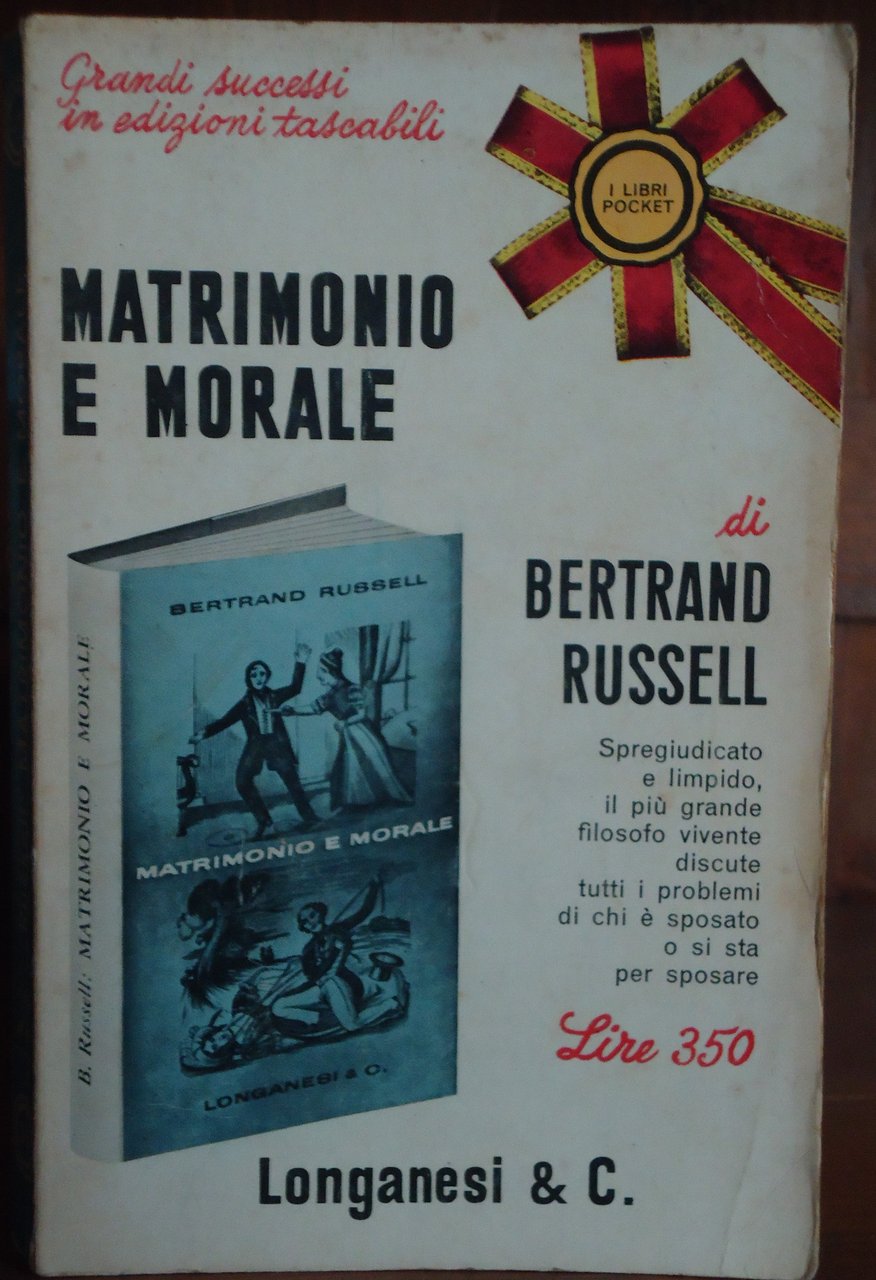 Grandi successi
in edizioni tascabili
I LIBRI
POCKET
MATRIMONIO
E MORALE
di
BERTRAND
RUSSELL
Spregiudicato
e limpido,
il più grande
filosofo vivente
discute
tutti i problemi
di chi è sposato
o si sta
per sposare
Lire 350
B. Russell: MATRIMONIO E MORALE
BERTRAND RUSSELL
MATRIMONIO E MORALE
LONGANESI & C.
Longanesi & C.